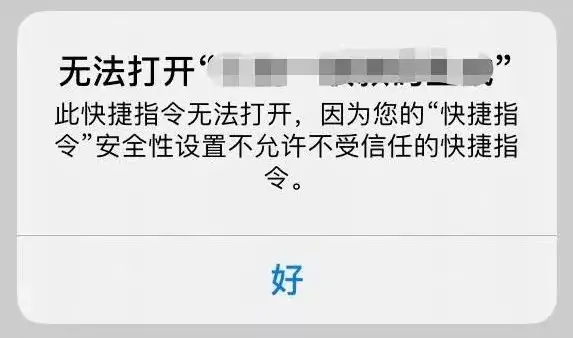 无法打开“”
此快捷指令无法打开，因为您的“快捷指
令”安全性设置不允许不受信任的快捷指
令。
好